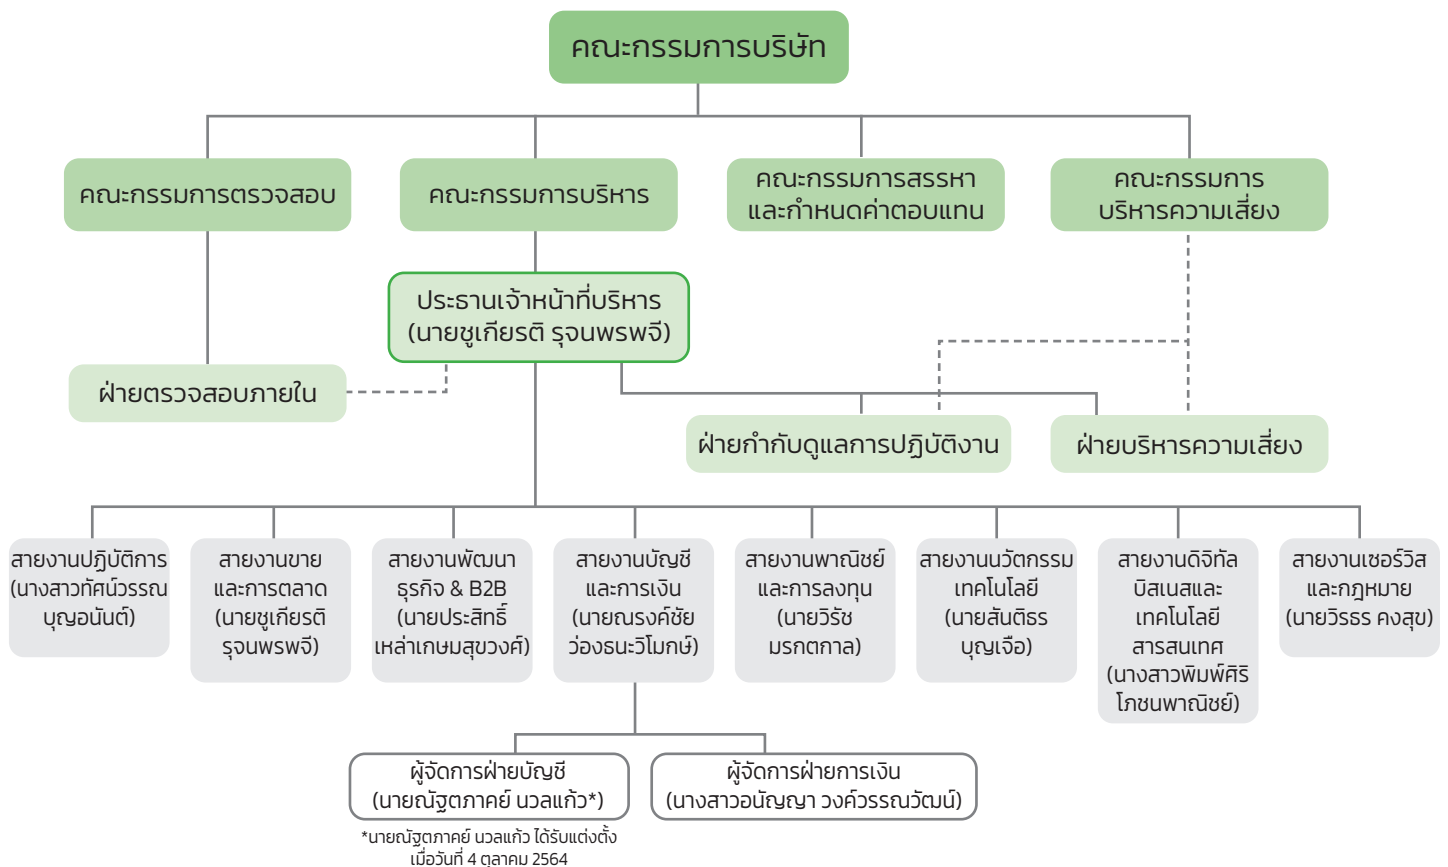 คณะกรรมการบริษัท
คณะกรรมการตรวจสอบ
คณะกรรมการบริหาร
คณะกรรมการสรรหา
และกำหนดค่าตอบแทน
คณะกรรมการ
บริหารความเสี่ยง
ประธานเจ้าหน้าที่บริหาร
(นายชูเกียรติ รุจนพรพจี)
ฝ่ายตรวจสอบภายใน
ฝ่ายกำกับดูแลการปฏิบัติงาน
ฝ่ายบริหารความเสี่ยง
สายงานปฏิบัติการ
(นางสาวทัศน์วรรณ
บุญอนันต์)
สายงานขาย
และการตลาด
(นายชูเกียรติ
รุจนพรพจี)
สายงานพัฒนา
ธุรกิจ & B2B
(นายประสิทธิ์
เหล่าเกษมสุขวงศ์)
สายงานบัญชี
และการเงิน
(นายณรงค์ชัย
ว่องธนะวิโมกษ์)
สายงานพาณิชย์
และการลงทุน
(นายวิรัช
มรกตกาล)
สายงานนวัตกรรม
เทคโนโลยี
(นายสันติธร
บุญเจือ)
สายงานดิจิทัล
บิสเนสและ
เทคโนโลยี
สารสนเทศ
(นางสาวพิมพ์ศิริ
โภชนพาณิชย์)
สายงานเซอร์วิส
และกฎหมาย
(นายวิรธร คงสุข)
ผู้จัดการฝ่ายบัญชี
(นายณัฐตภาคย์ นวลแก้ว*)
ผู้จัดการฝ่ายการเงิน
(นางสาวอนัญญา วงค์วรรณวัฒน์)
*นายณัฐตภาคย์ นวลแก้ว ได้รับแต่งตั้ง
เมื่อวันที่ 4 ตุลาคม 2564